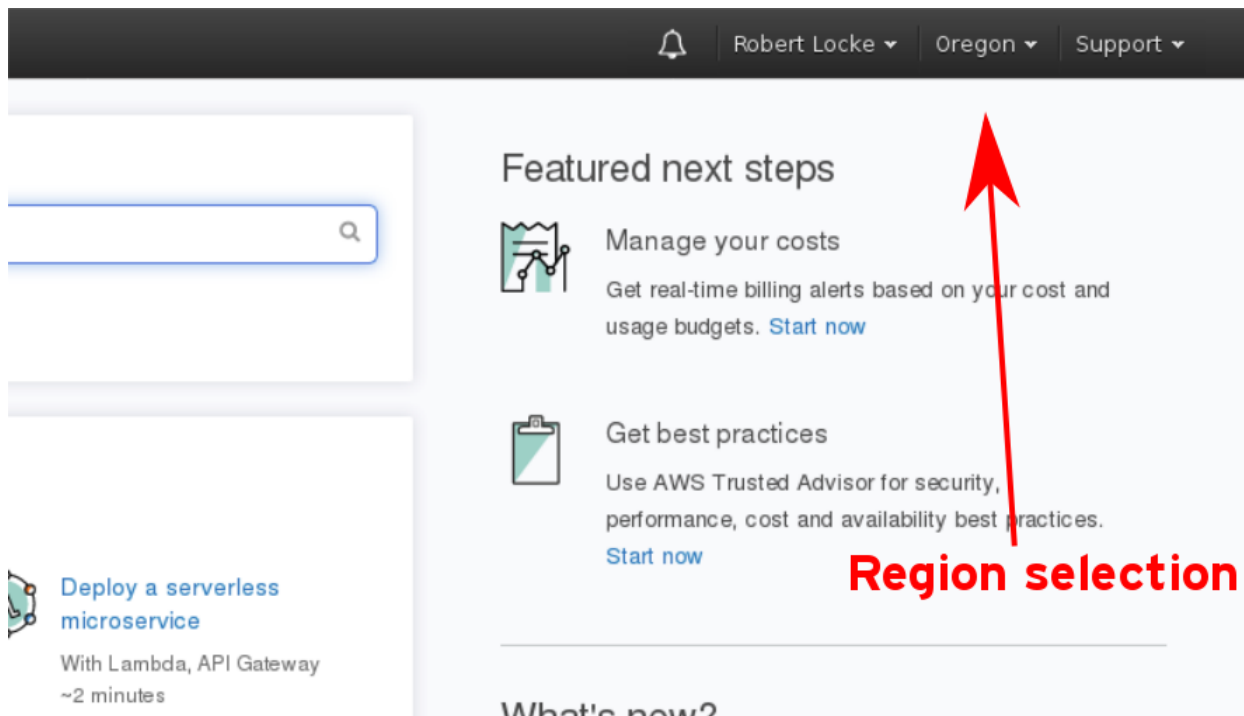 Robert Locke
Oregon
Support
Featured next steps
Manage your costs
Get real-time billing alerts based on your cost and
usage budgets. Start now
Get best practices
Use AWS Trusted Advisor for security,
performance, cost and availability best practices.
Start now
Region selection
Deploy a serverless
microservice
With Lambda, API Gateway
~2 minutes
What's new?